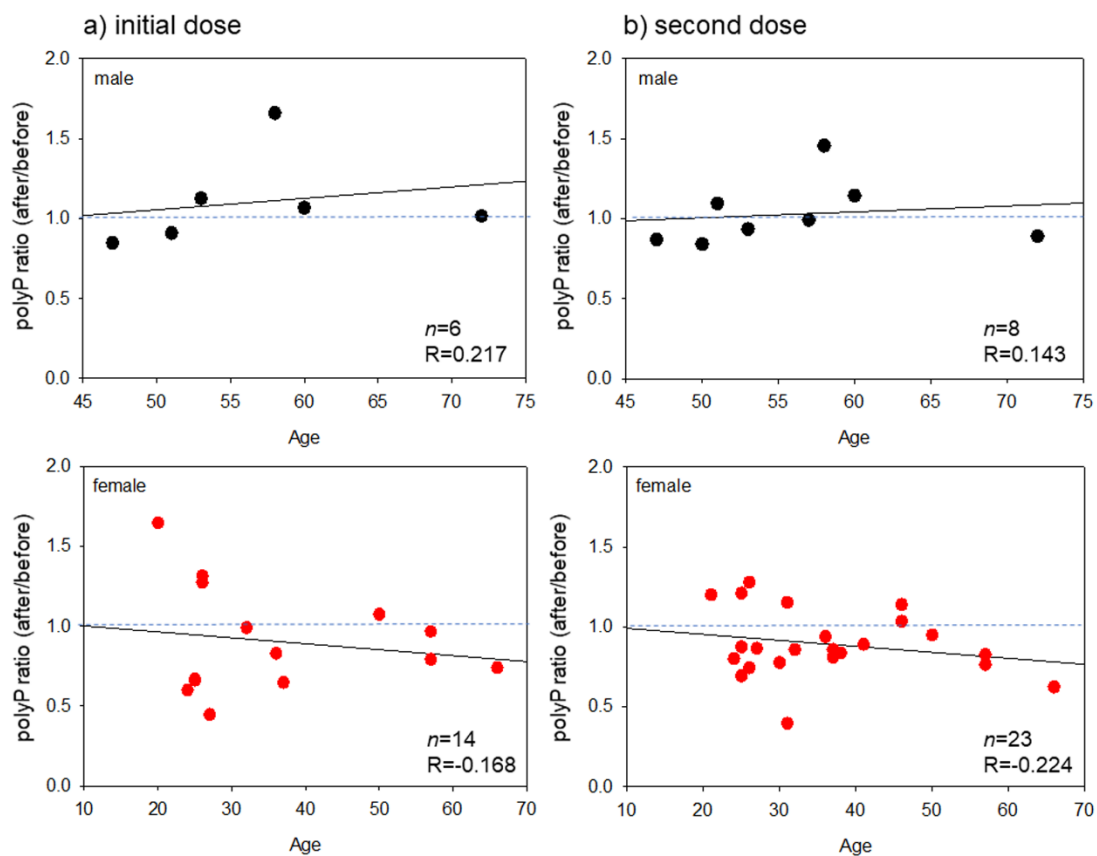 a) initial dose
b) second dose
polyP ratio (after/before)
2.0
1.5
1.0
0.5
0.0
male
n=6
R=0.217
45 50 55 60 65 70 75
Age
polyP ratio (after/before)
2.0
1.5
1.0
0.5
0.0
male
n=8
R=0.143
45 50 55 60 65 70 75
Age
polyP ratio (after/before)
2.0
1.5
1.0
0.5
0.0
female
n=14
R=-0.168
10 20 30 40 50 60 70
Age
polyP ratio (after/before)
2.0
1.5
1.0
0.5
0.0
female
n=23
R=-0.224
10 20 30 40 50 60 70
Age